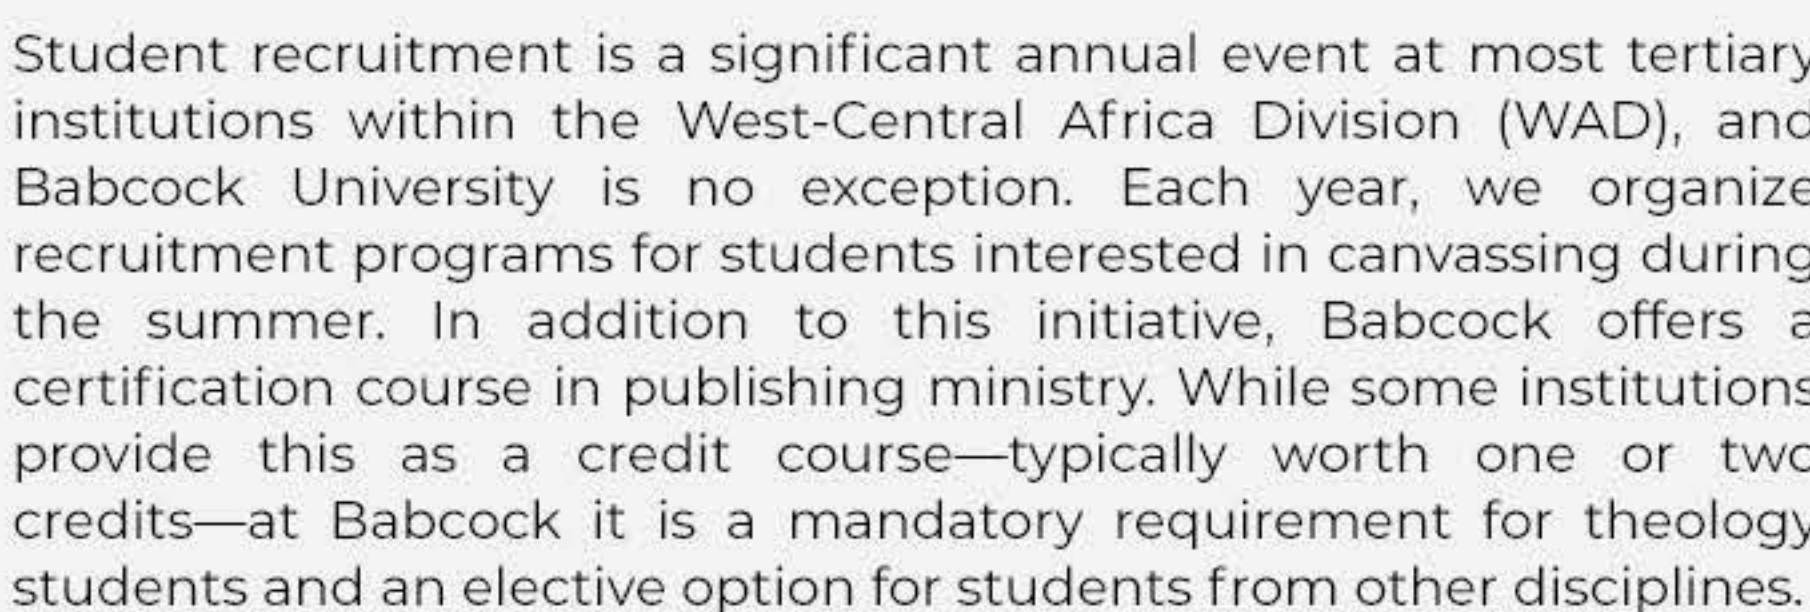 Student recruitment is a significant annual event at most tertiary
institutions within the West-Central Africa Division (WAD), and
Babcock University is no exception. Each year, we organize
recruitment programs for students interested in canvassing during
the summer. In addition to this initiative, Babcock offers a
certification course in publishing ministry. While some institutions
provide this as a credit course—typically worth one or two
credits—at Babcock it is a mandatory requirement for theology
students and an elective option for students from other disciplines.